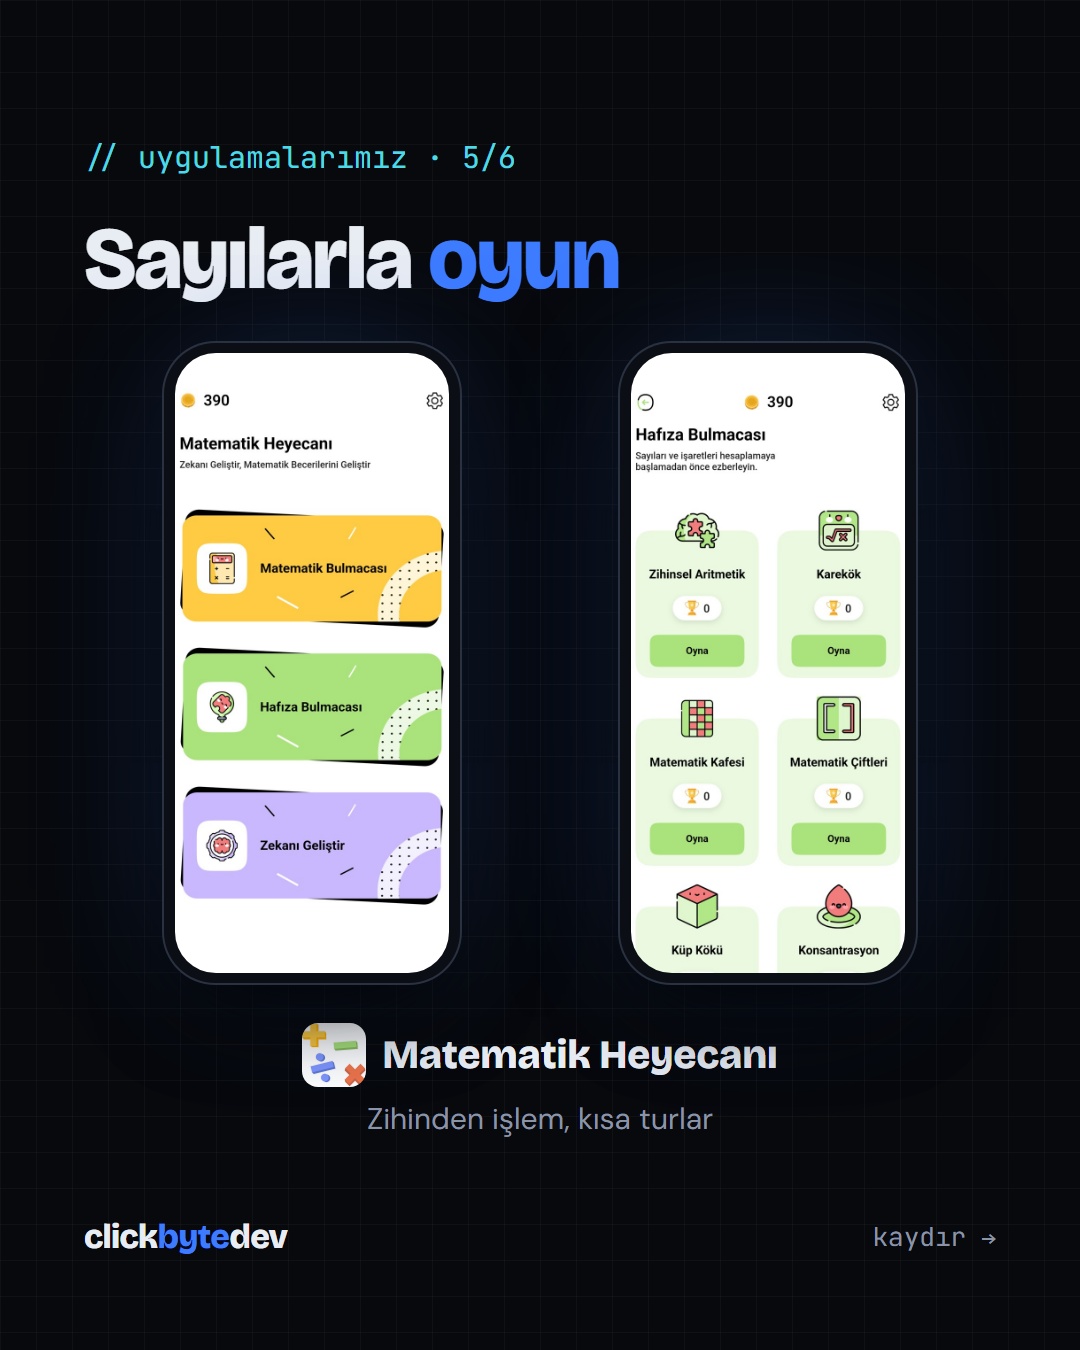 // uygulamalarımız · 5/6
Sayılarla oyun
390
Matematik Heyecanı
Zekanı Geliştir, Matematik Becerilerini Geliştir
Matematik Bulmacası
Hafıza Bulmacası
Zekanı Geliştir
390
Hafıza Bulmacası
Sayıları ve işaretleri hesaplamaya
başlamadan önce ezberleyin.
Zihinsel Aritmetik
Karekök
0
0
Oyna
Oyna
Matematik Kafesi
Matematik Çiftleri
0
0
Oyna
Oyna
Küp Kökü
Konsantrasyon
Matematik Heyecanı
Zihinden işlem, kısa turlar
clickbytedev
kaydır →